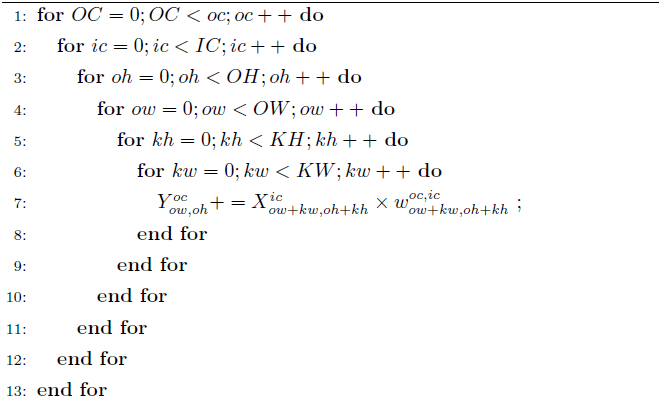 1: for OC = 0; OC < oc; oc + + do
2: for ic = 0; ic < IC; ic + + do
3: for oh = 0; oh < OH; oh + + do
4: for ow = 0; ow < OW; ow + + do
5: for kh = 0; kh < KH; kh + + do
6: for kw = 0; kw < KW; kw + + do
7: Y^{oc}_{ow,oh} + = X^{ic}_{ow+kw,oh+kh} × w^{oc,ic}_{ow+kw,oh+kh} ;
8: end for
9: end for
10: end for
11: end for
12: end for
13: end for